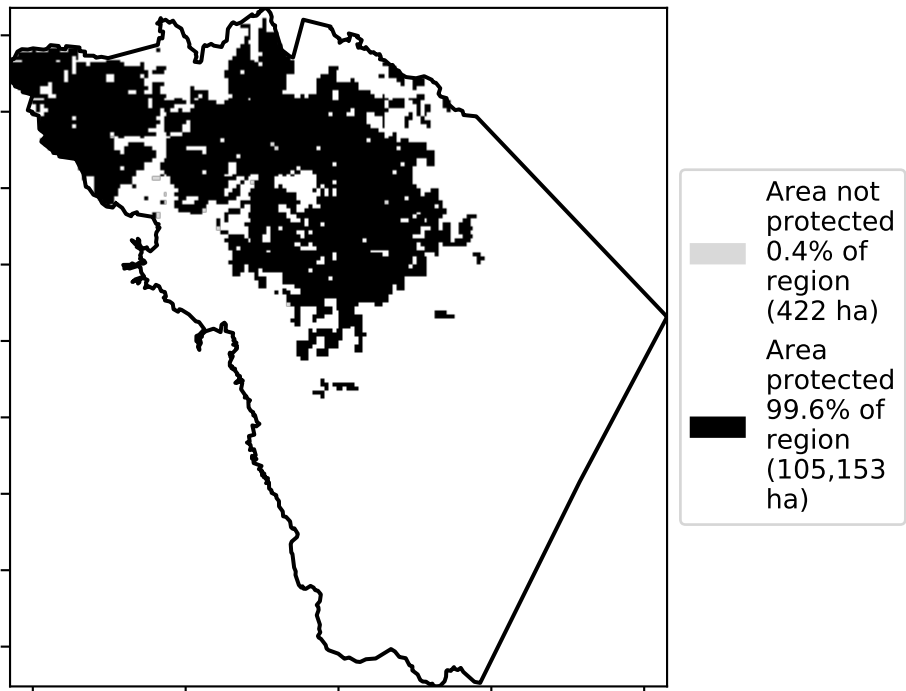 Area not
protected
0.4% of
region
(422 ha)
Area
protected
99.6% of
region
(105,153
ha)